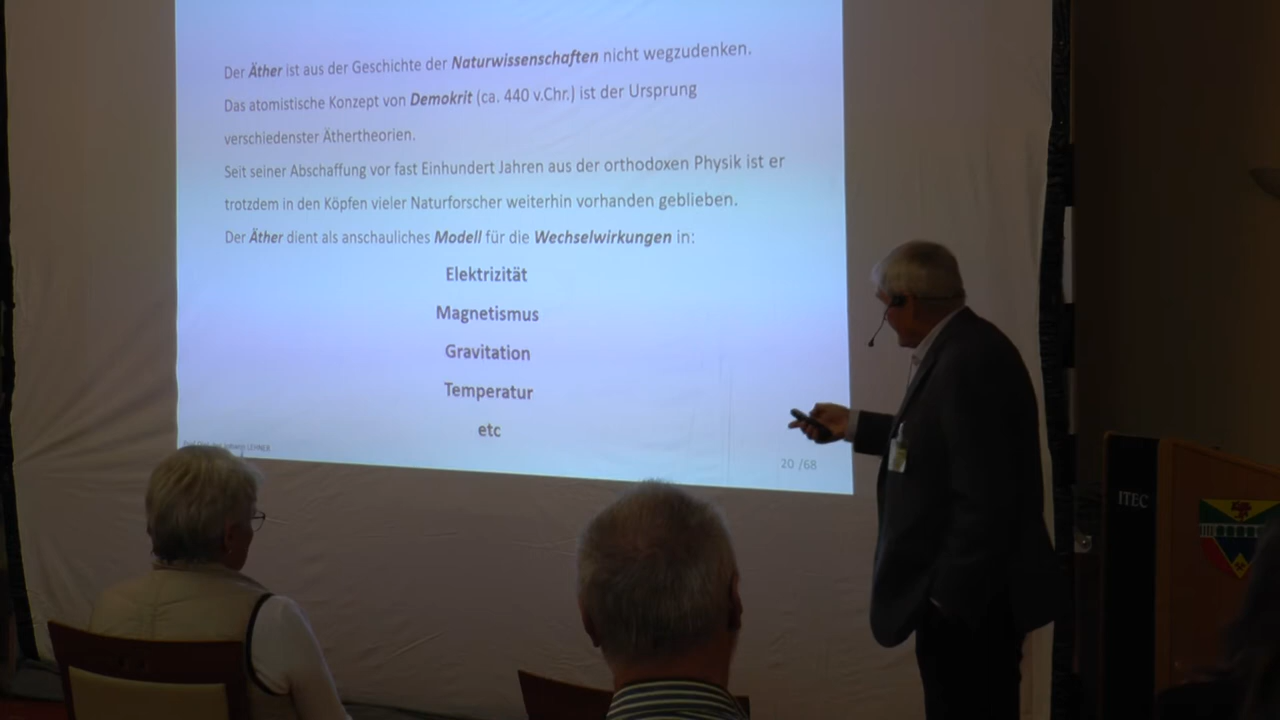 Der Äther ist aus der Geschichte der Naturwissenschaften nicht wegzudenken.
Das atomistische Konzept von Demokrit (ca. 440 v.Chr.) ist der Ursprung
verschiedenster Äthertheorien.
Seit seiner Abschaffung vor fast Einhundert Jahren aus der orthodoxen Physik ist er
trotzdem in den Köpfen vieler Naturforscher weiterhin vorhanden geblieben.
Der Äther dient als anschauliches Modell für die Wechselwirkungen in:
Elektrizität
Magnetismus
Gravitation
Temperatur
etc
LEHNER
20 /68
ITEC